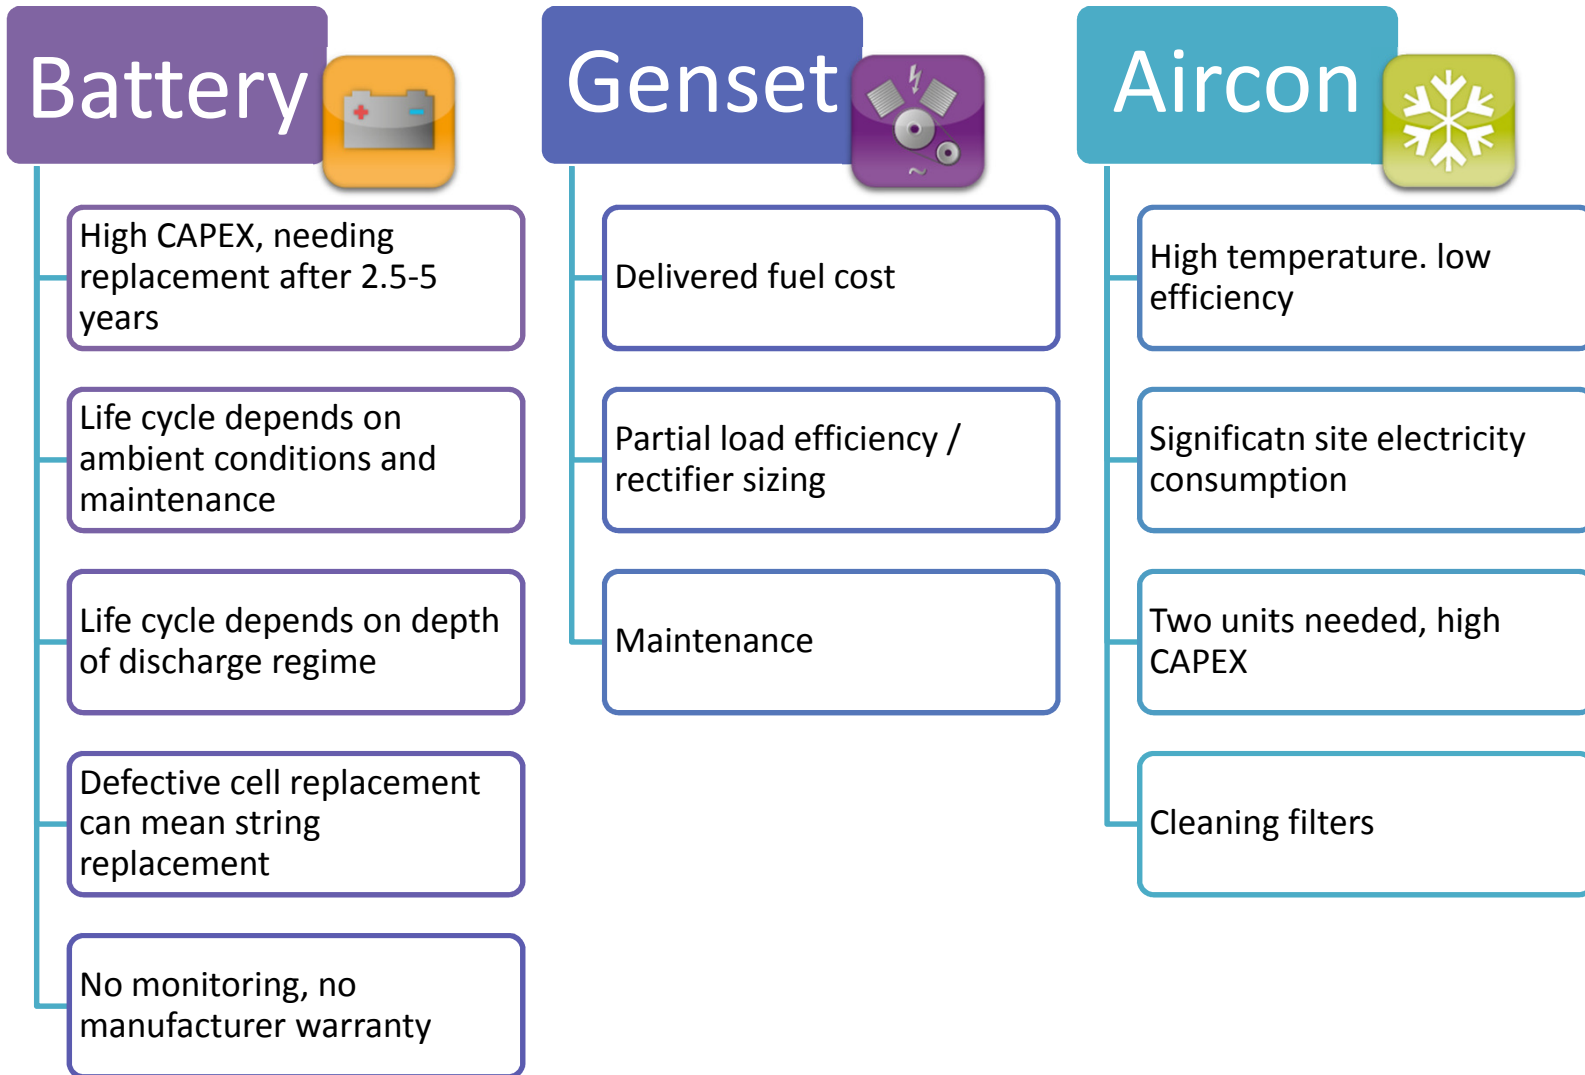 Battery
High CAPEX, needing
replacement after 2.5-5
years
Life cycle depends on
ambient conditions and
maintenance
Life cycle depends on depth
of discharge regime
Defective cell replacement
can mean string
replacement
No monitoring, no
manufacturer warranty
Genset
Delivered fuel cost
Partial load efficiency /
rectifier sizing
Maintenance
Aircon
High temperature. low
efficiency
Significatn site electricity
consumption
Two units needed, high
CAPEX
Cleaning filters